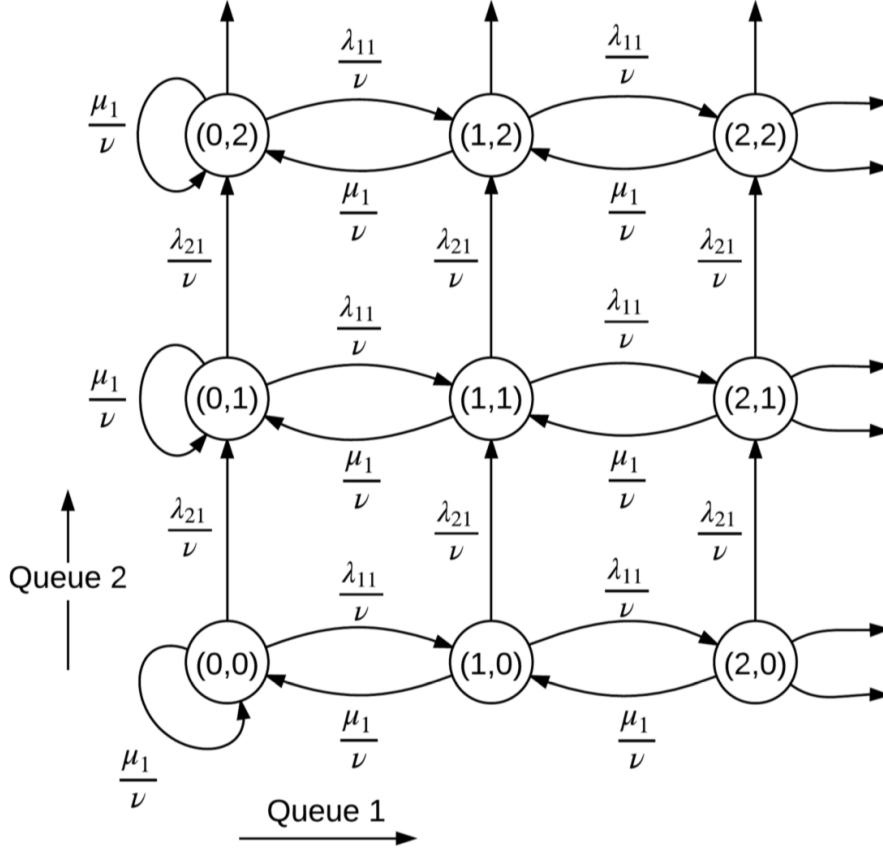 λ₁₁/ν λ₁₁/ν
μ₁/ν (0,2) (1,2) (2,2)
μ₁/ν μ₁/ν
λ₂₁/ν λ₂₁/ν λ₂₁/ν
λ₁₁/ν λ₁₁/ν
μ₁/ν (0,1) (1,1) (2,1)
μ₁/ν μ₁/ν
λ₂₁/ν λ₂₁/ν λ₂₁/ν
Queue 2
λ₁₁/ν λ₁₁/ν
(0,0) (1,0) (2,0)
μ₁/ν μ₁/ν μ₁/ν
Queue 1